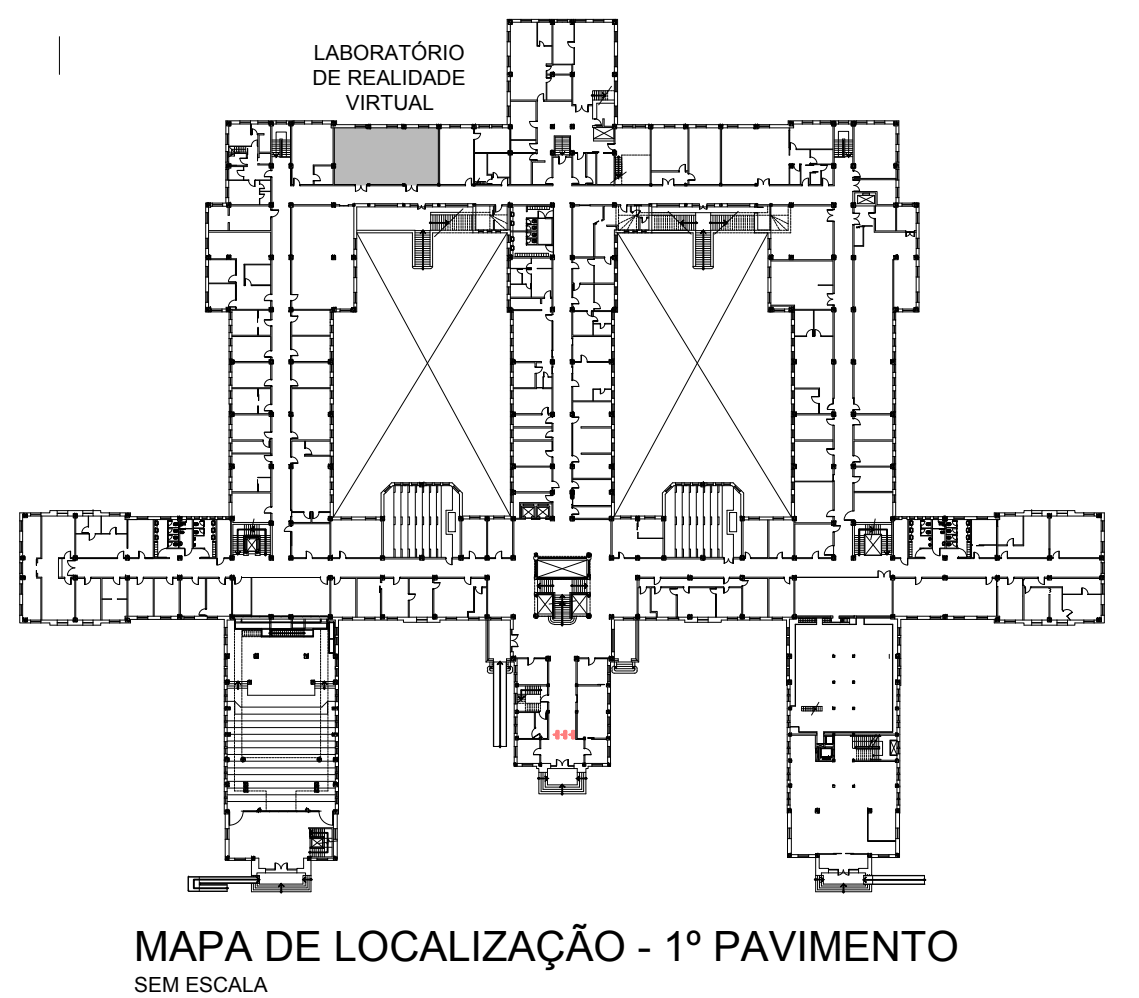 LABORATÓRIO
DE REALIDADE
VIRTUAL
MAPA DE LOCALIZAÇÃO - 1º PAVIMENTO
SEM ESCALA